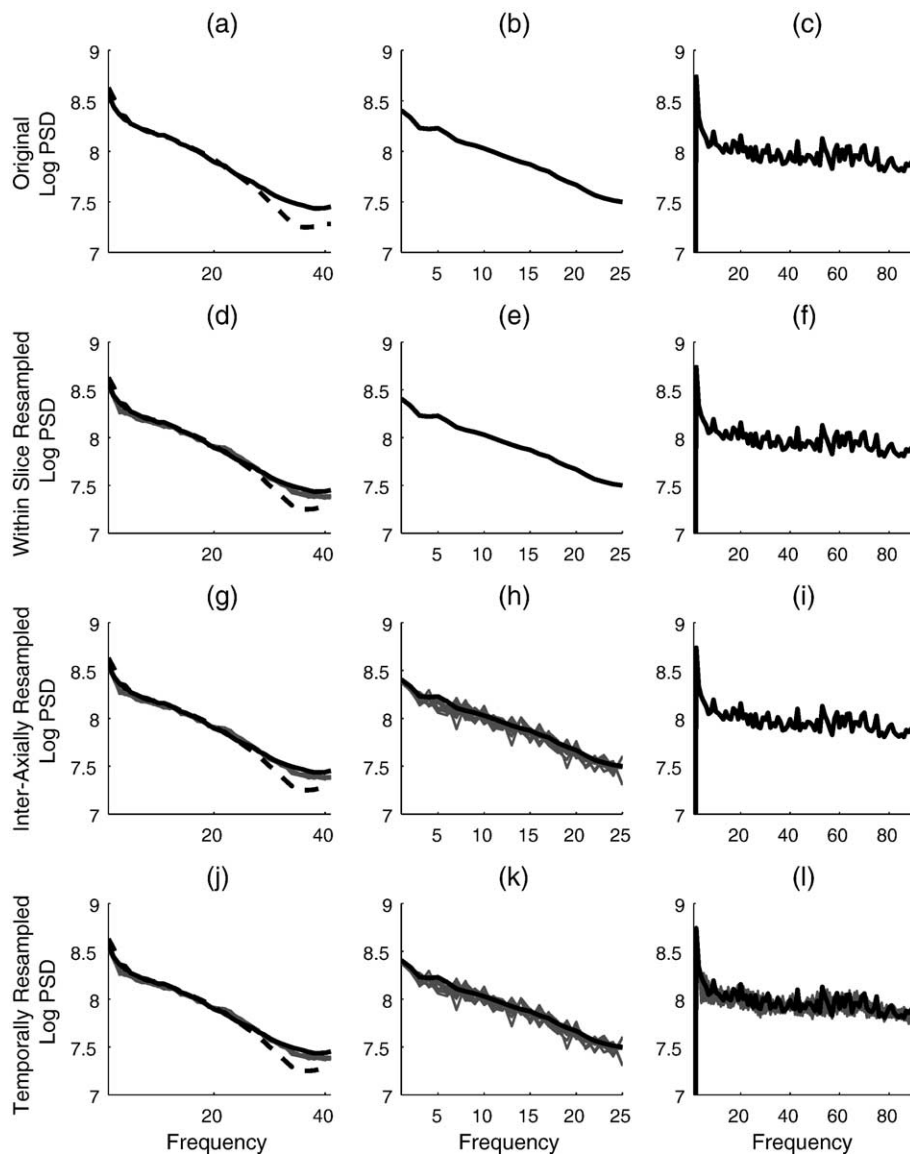 (a) (b) (c)
Original
Log PSD
9 8.5 8 7.5 7
20 40
9 8.5 8 7.5 7
5 10 15 20 25
9 8.5 8 7.5 7
20 40 60 80
(d) (e) (f)
Within Slice Resampled
Log PSD
9 8.5 8 7.5 7
20 40
9 8.5 8 7.5 7
5 10 15 20 25
9 8.5 8 7.5 7
20 40 60 80
(g) (h) (i)
Inter-Axially Resampled
Log PSD
9 8.5 8 7.5 7
20 40
9 8.5 8 7.5 7
5 10 15 20 25
9 8.5 8 7.5 7
20 40 60 80
(j) (k) (l)
Temporally Resampled
Log PSD
9 8.5 8 7.5 7
20 40
9 8.5 8 7.5 7
5 10 15 20 25
9 8.5 8 7.5 7
20 40 60 80
Frequency Frequency Frequency